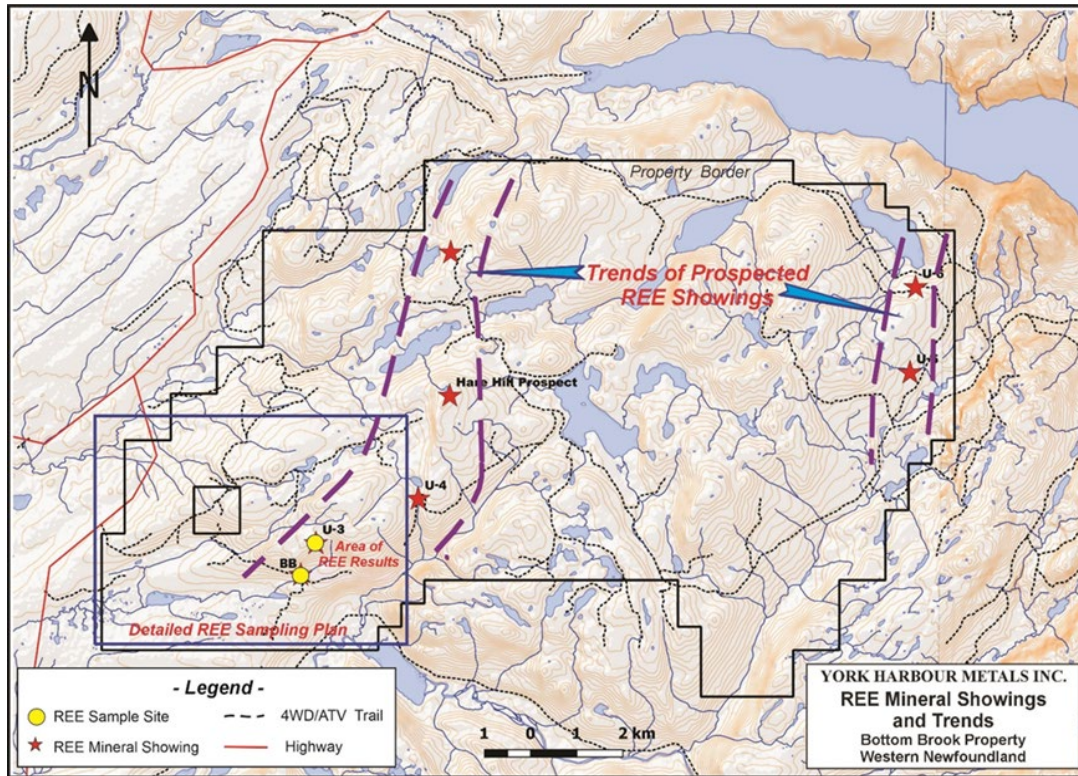 N
Property Border
Trends of Prospected
REE Showings
U-6
U-5
Hare Hill Prospect
U-4
U-3
Area of
REE Results
BB
Detailed REE Sampling Plan
- Legend -
REE Sample Site
4WD/ATV Trail
REE Mineral Showing
Highway
1 0 1 2 km
YORK HARBOUR METALS INC.
REE Mineral Showings
and Trends
Bottom Brook Property
Western Newfoundland